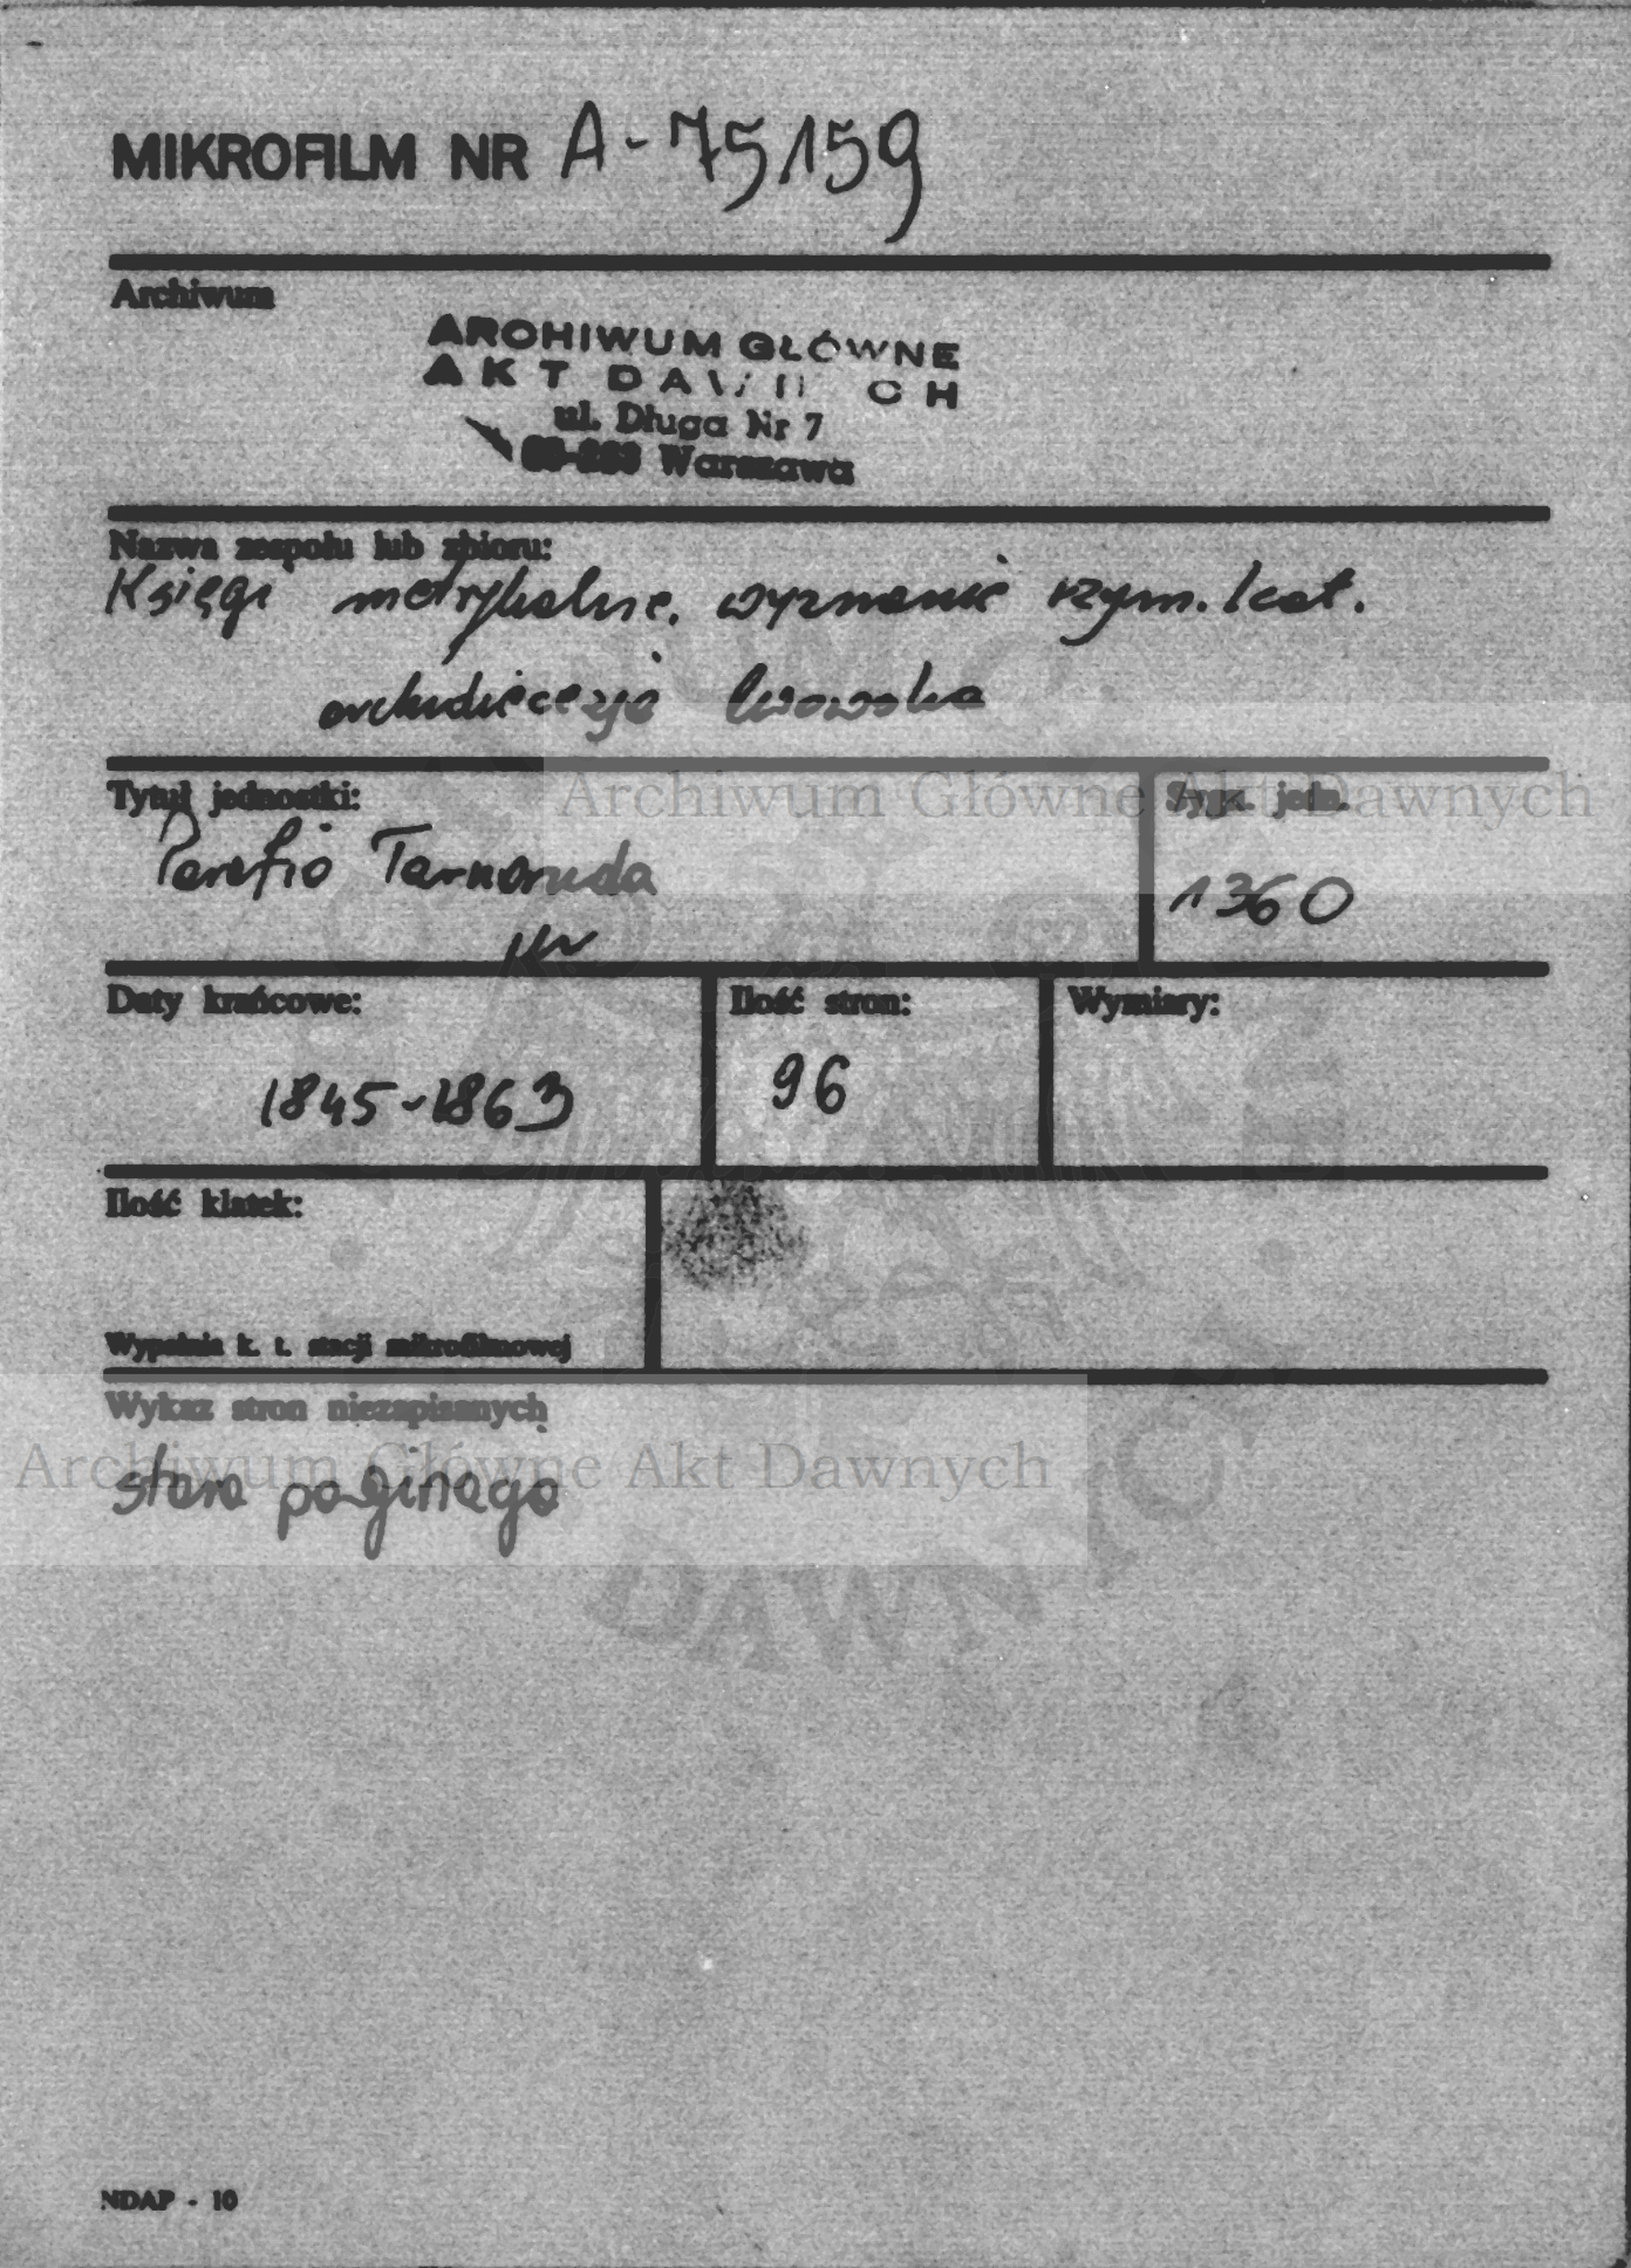 MIKROFILM NR A-75159
Archiwum
ARCHIWUM GŁÓWNE
AKT DAWNYCH
ul. Długa Nr 7
Warszawa
Nazwa zespołu lub zbioru:
Księgi metrykalne. wyznanie rzym. kat.
archidiecezja lwowska
Archiwum Główne Akt Dawnych
Tytuł jednostki: Sygn. jedn.
Parafia Tarnoruda 1360
Daty krańcowe: Ilość stron: Wymiary:
1845-1863 96
Ilość klatek:
Wypełnia k. t. stacji mikrofilmowej
Wykaz stron niezapisanych
Archiwum Główne Akt Dawnych
stara paginacja
DAWNYCH
NDAP - 10